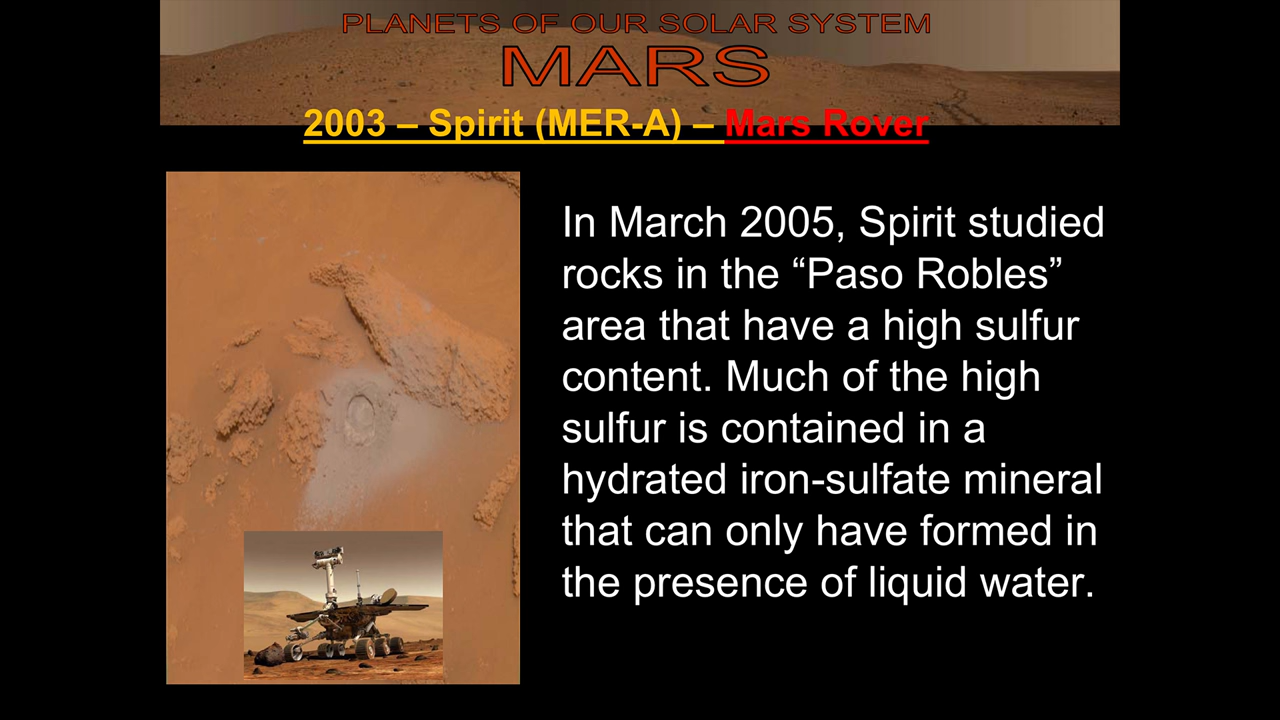 PLANETS OF OUR SOLAR SYSTEM
MARS
2003 – Spirit (MER-A) – Mars Rover
In March 2005, Spirit studied
rocks in the “Paso Robles”
area that have a high sulfur
content. Much of the high
sulfur is contained in a
hydrated iron-sulfate mineral
that can only have formed in
the presence of liquid water.